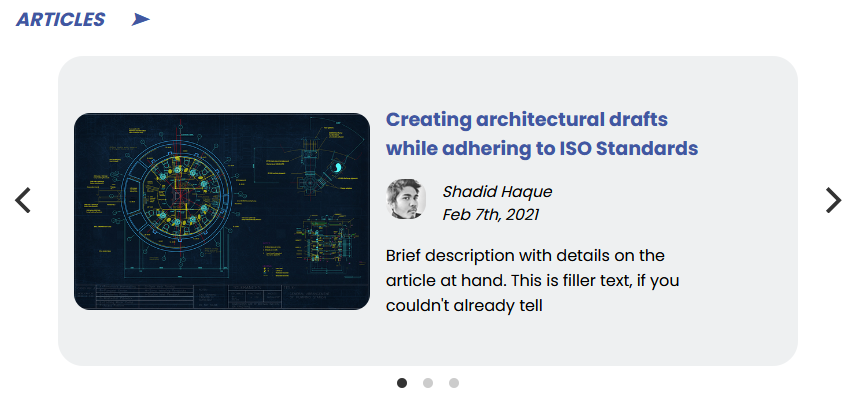 ARTICLES
Creating architectural drafts
while adhering to ISO Standards
Shadid Haque
Feb 7th, 2021
Brief description with details on the
article at hand. This is filler text, if you
couldn't already tell